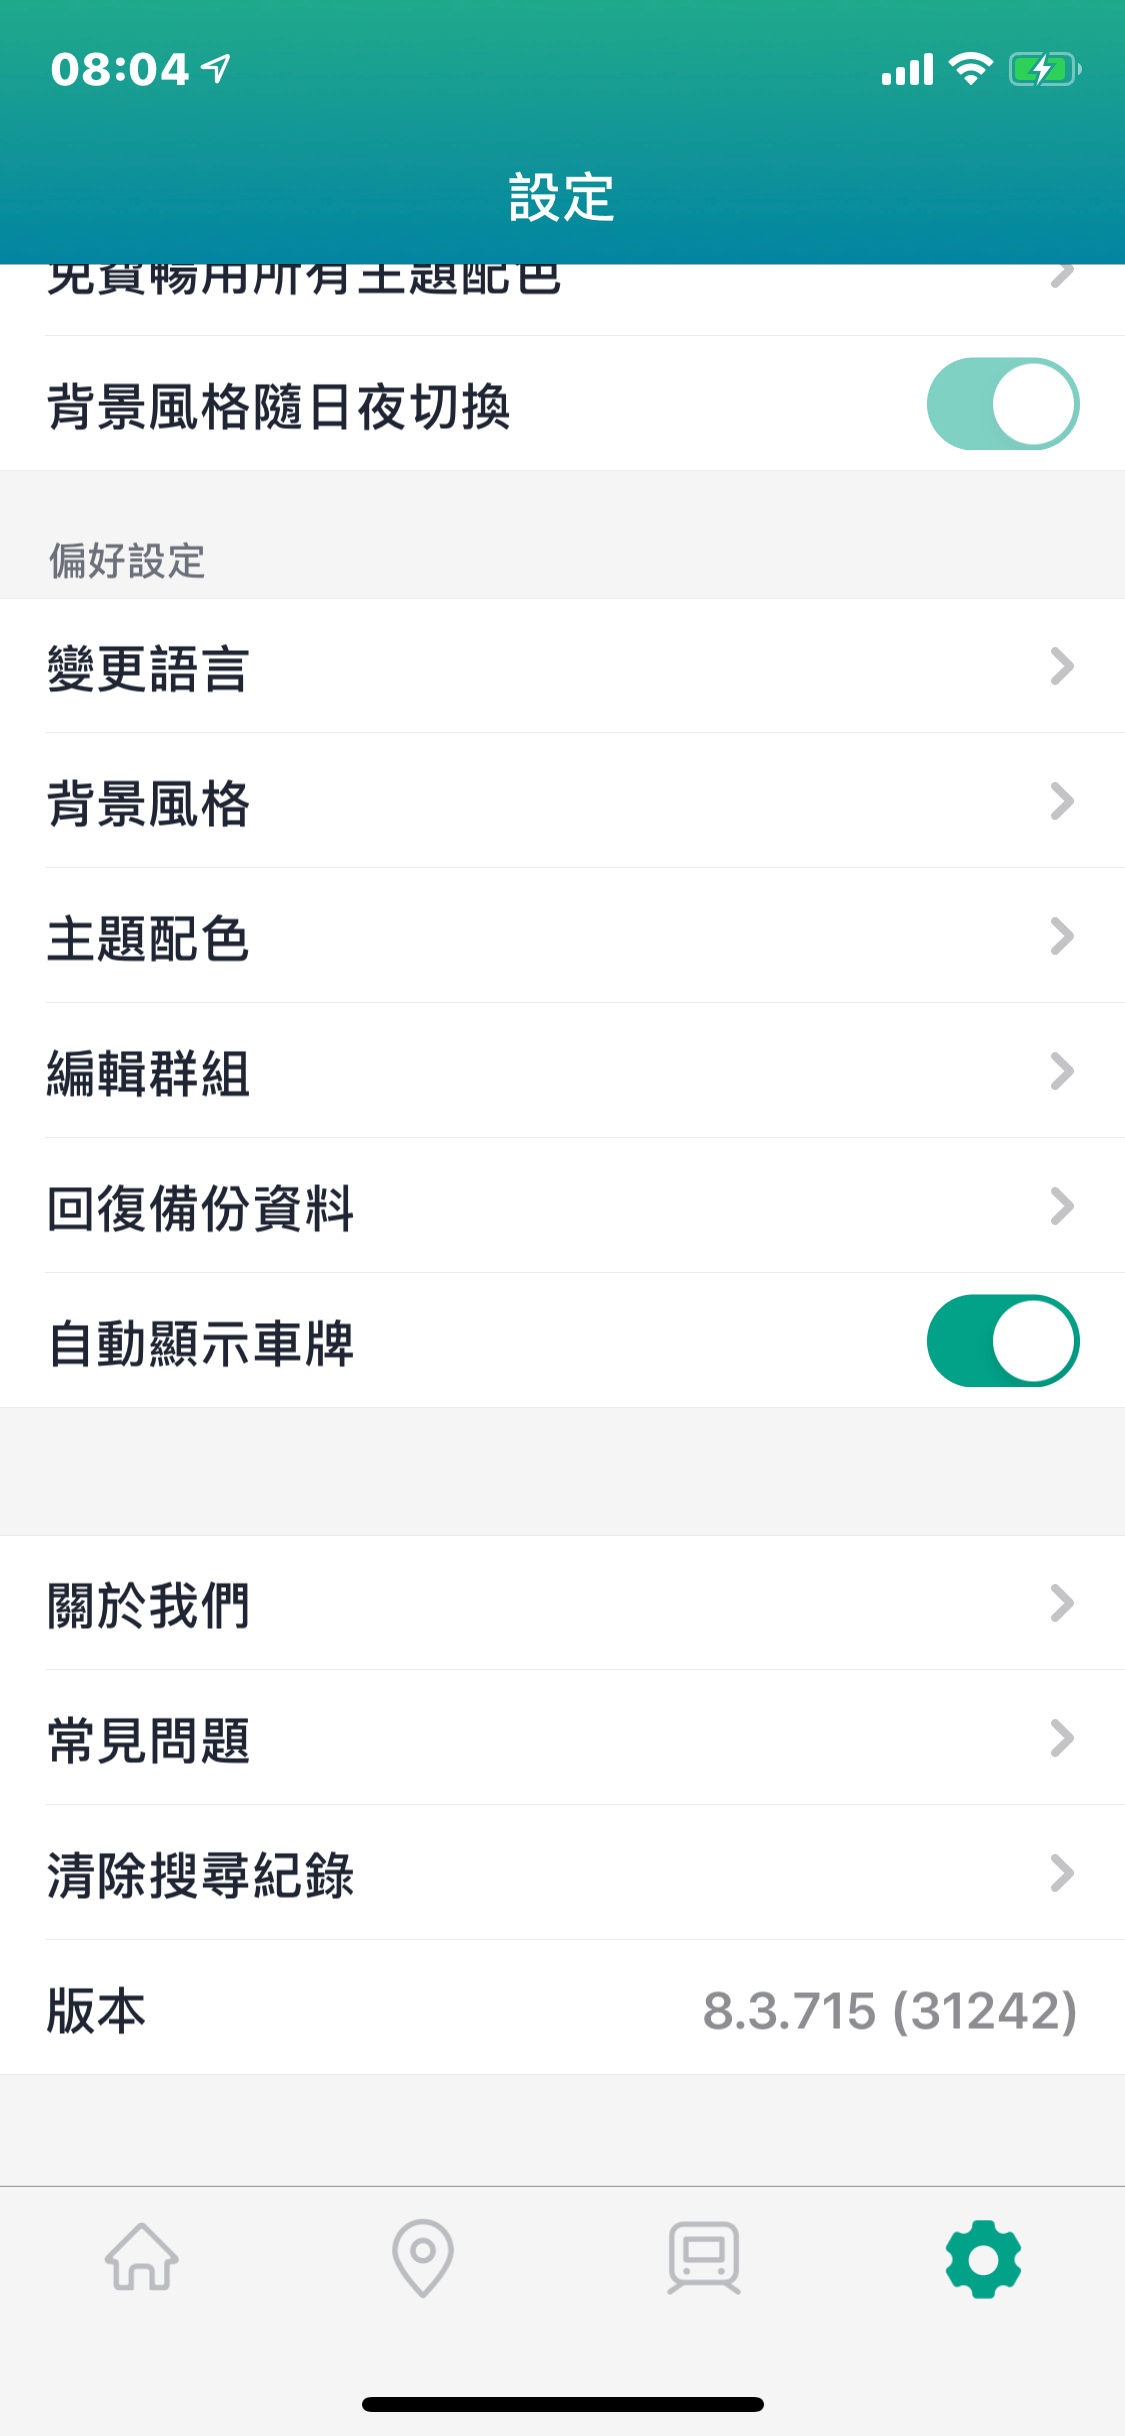 08:04
設定
免費暢用所有主題配色
背景風格隨日夜切換
偏好設定
變更語言
背景風格
主題配色
編輯群組
回復備份資料
自動顯示車牌
關於我們
常見問題
清除搜尋紀錄
版本 8.3.715 (31242)